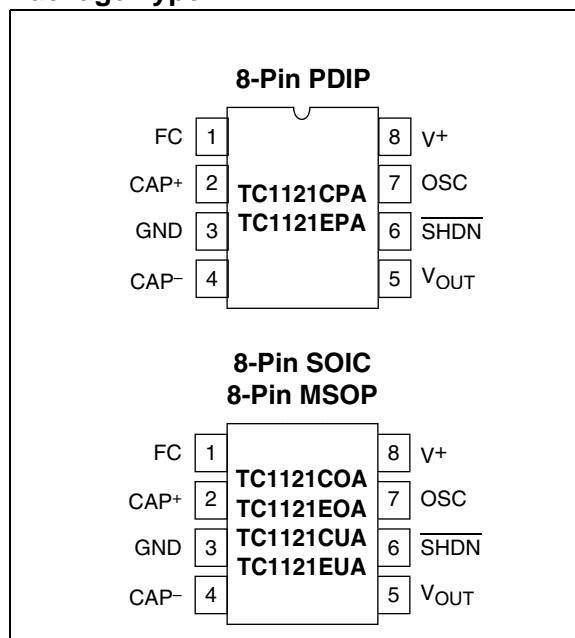 8-Pin PDIP
FC 1 8 V+
CAP+ 2 TC1121CPA 7 OSC
GND 3 TC1121EPA 6 SHDN
CAP– 4 5 VOUT
8-Pin SOIC
8-Pin MSOP
FC 1 8 V+
CAP+ 2 TC1121COA 7 OSC
TC1121EOA
GND 3 TC1121CUA 6 SHDN
TC1121EUA
CAP– 4 5 VOUT